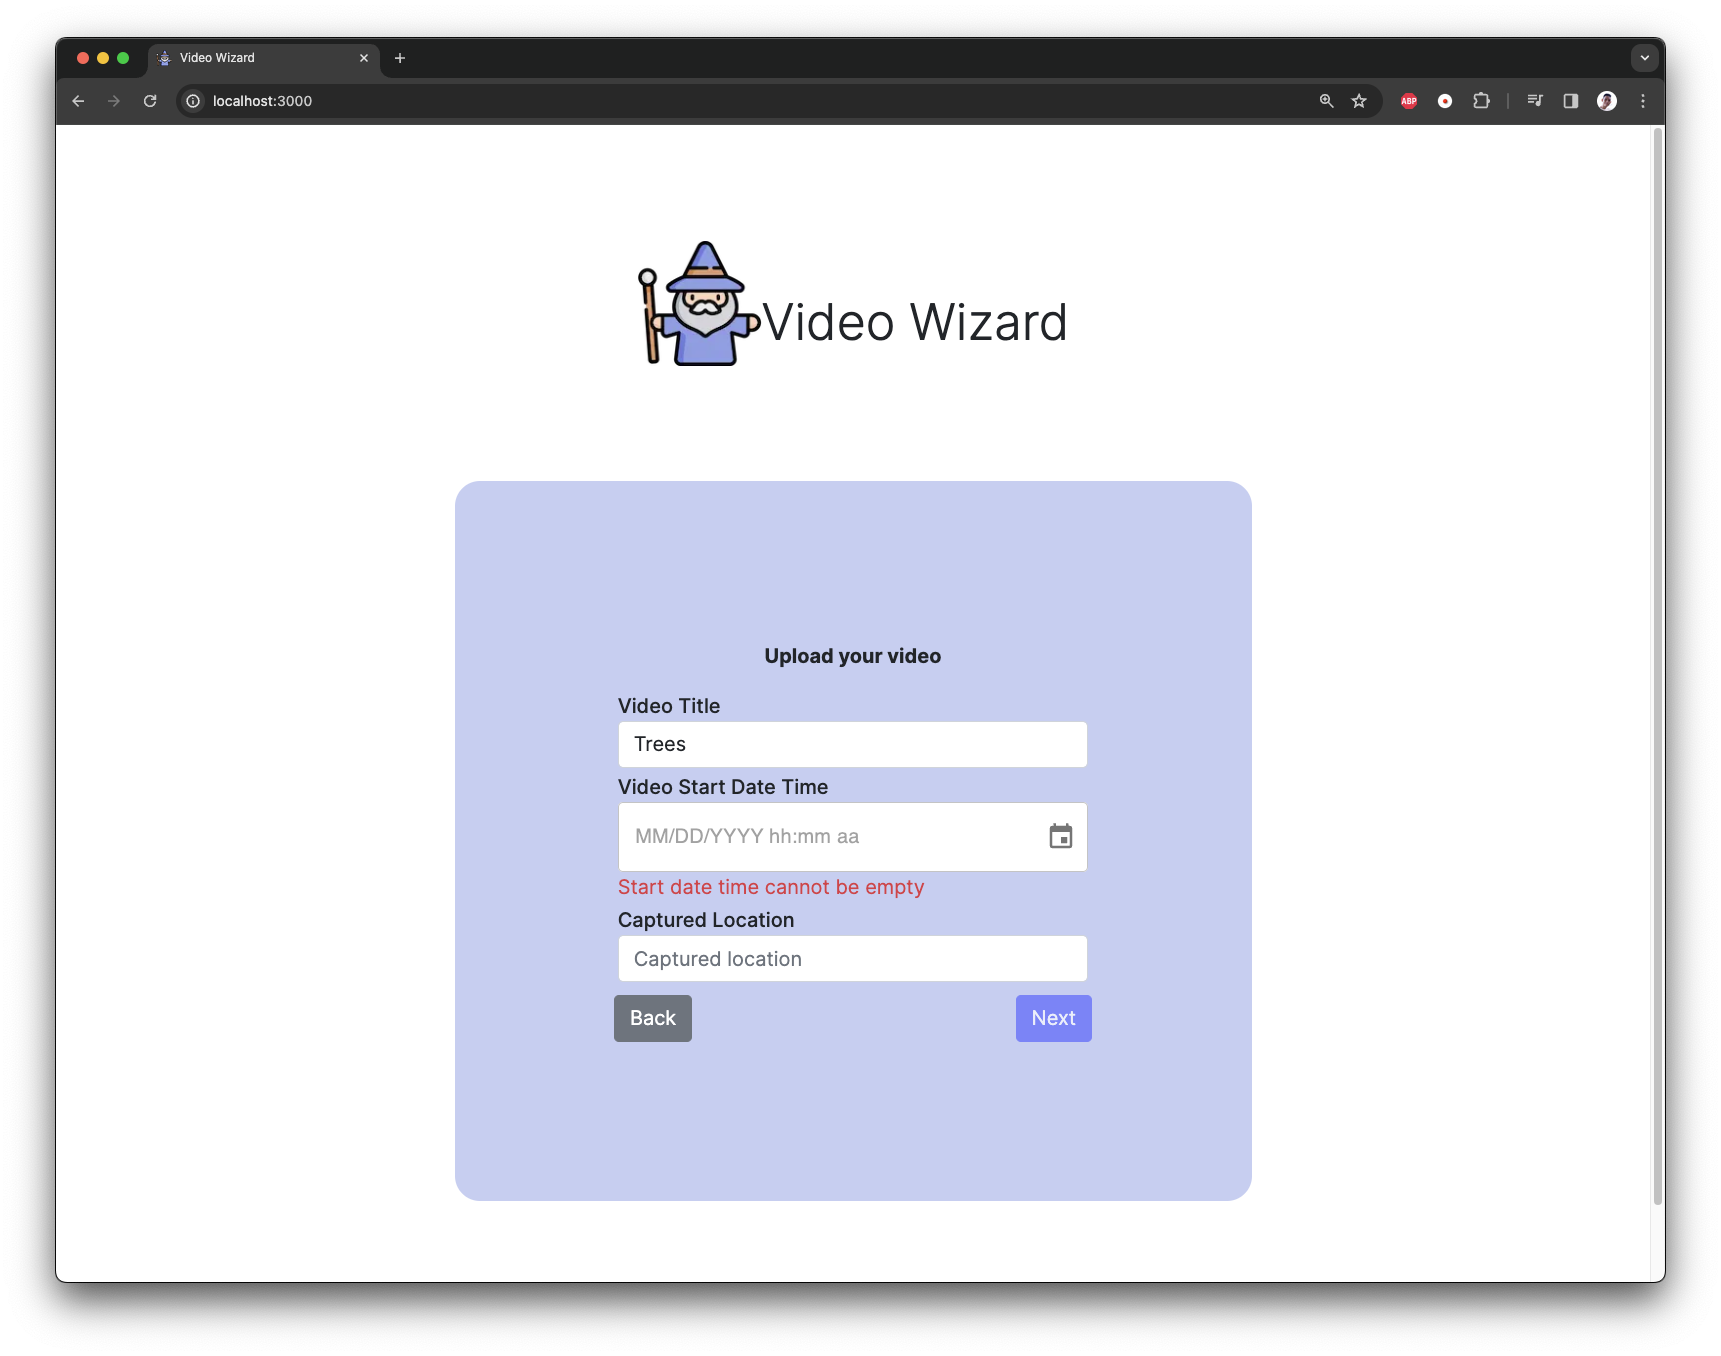 Video Wizard
localhost:3000
ABP
Video Wizard
Upload your video
Video Title
Trees
Video Start Date Time
MM/DD/YYYY hh:mm aa
Start date time cannot be empty
Captured Location
Captured location
Back
Next